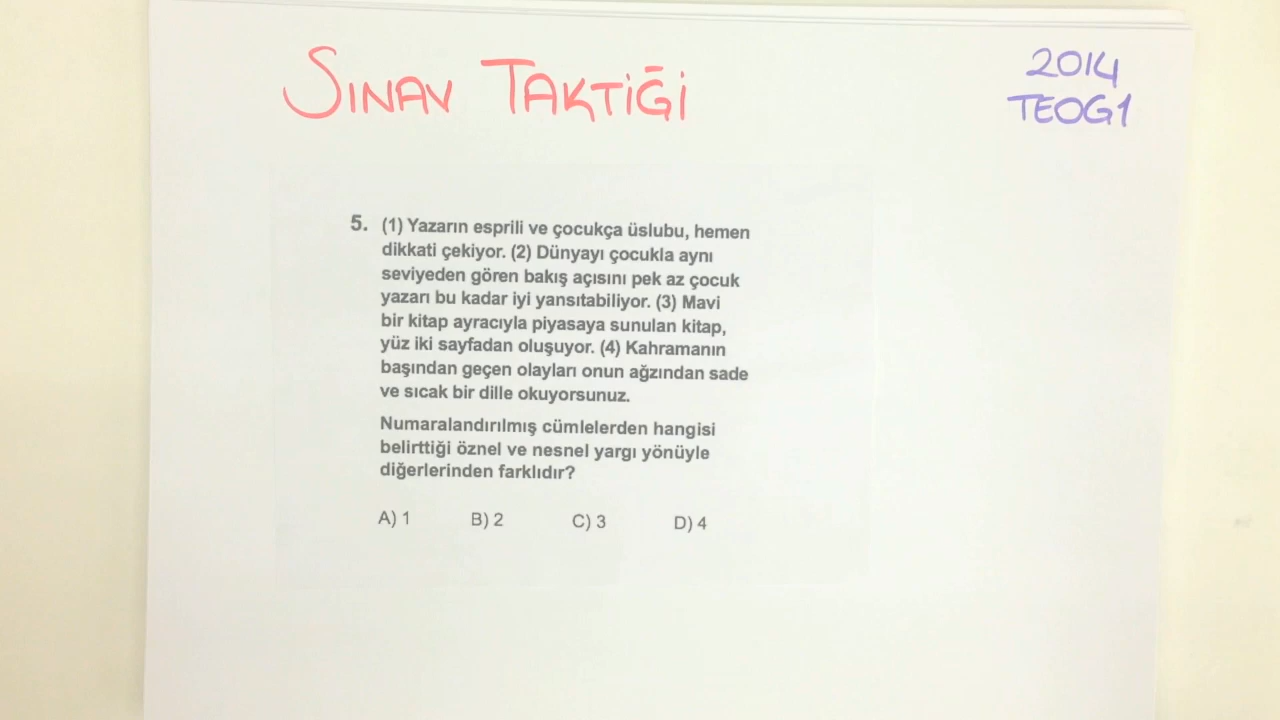 SINAV TAKTİĞİ
2014
TEOG1
5. (1) Yazarın esprili ve çocukça üslubu, hemen
dikkati çekiyor. (2) Dünyayı çocukla aynı
seviyeden gören bakış açısını pek az çocuk
yazarı bu kadar iyi yansıtabiliyor. (3) Mavi
bir kitap ayracıyla piyasaya sunulan kitap,
yüz iki sayfadan oluşuyor. (4) Kahramanın
başından geçen olayları onun ağzından sade
ve sıcak bir dille okuyorsunuz.
Numaralandırılmış cümlelerden hangisi
belirttiği öznel ve nesnel yargı yönüyle
diğerlerinden farklıdır?
A) 1 B) 2 C) 3 D) 4